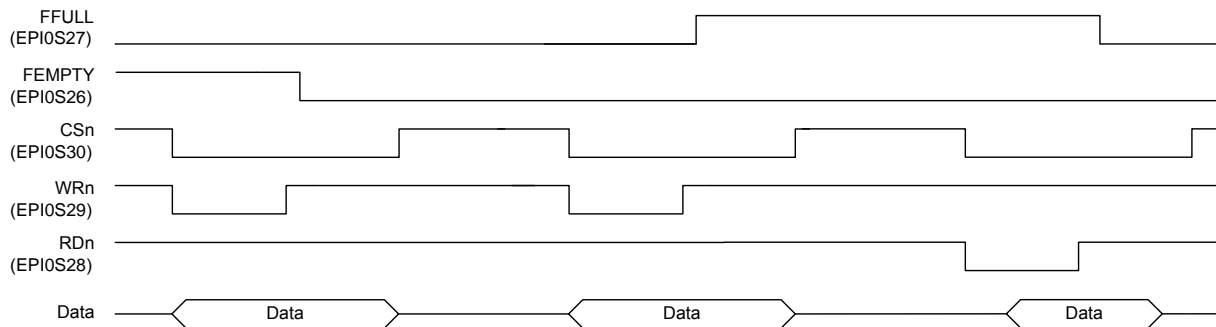 FFULL
(EPI0S27)
FEMPTY
(EPI0S26)
CSn
(EPI0S30)
WRn
(EPI0S29)
RDn
(EPI0S28)
Data
Data
Data
Data